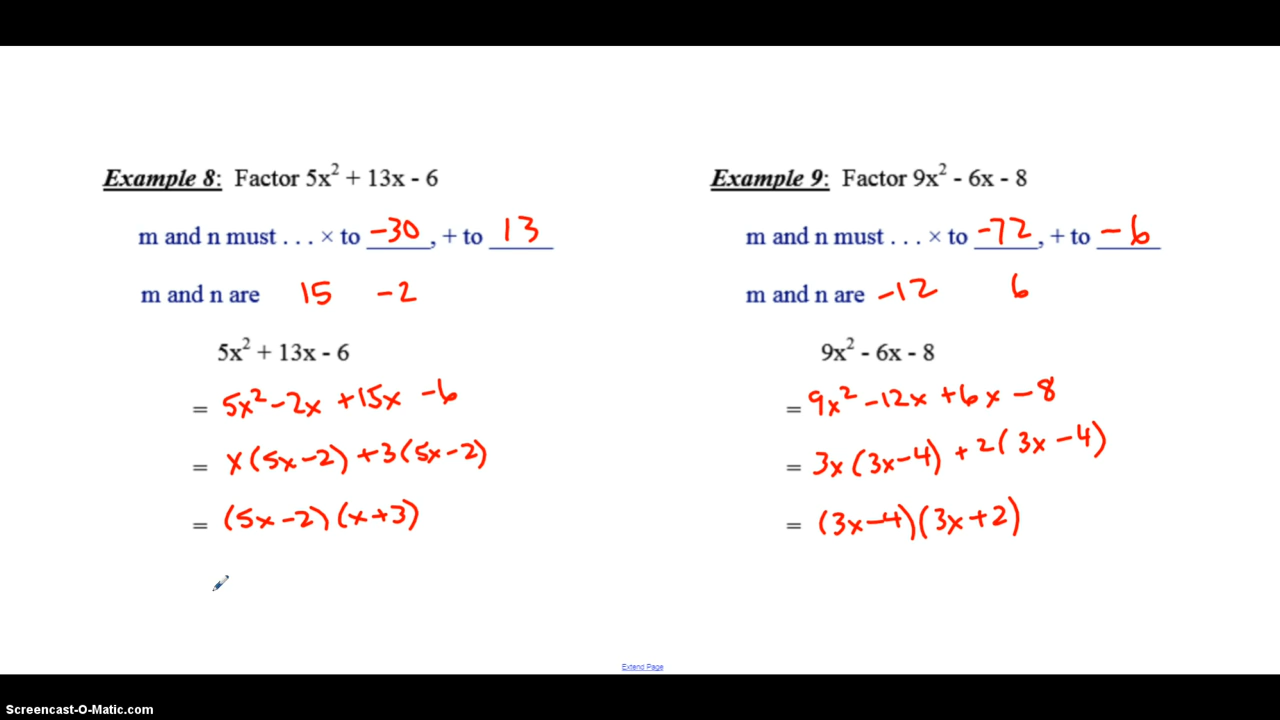 Example 8: Factor 5x² + 13x - 6
m and n must . . . × to -30, + to 13
m and n are 15 -2
5x² + 13x - 6
= 5x² -2x +15x -6
= x(5x-2) +3(5x-2)
= (5x-2)(x+3)
Example 9: Factor 9x² - 6x - 8
m and n must . . . × to -72, + to -6
m and n are -12 6
9x² - 6x - 8
= 9x² -12x +6x -8
= 3x(3x-4) +2(3x-4)
= (3x-4)(3x+2)
Extend Page
Screencast-O-Matic.com